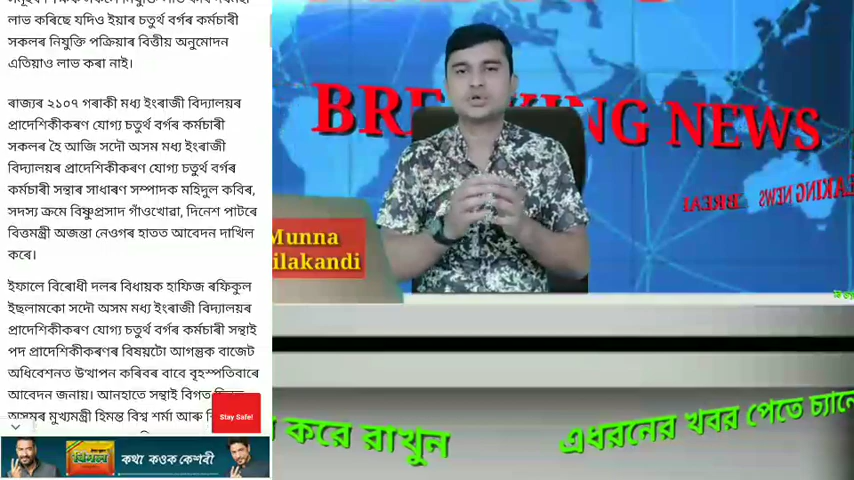 লাভ কৰিছে যদিও ইয়াৰ চতুৰ্থ বৰ্গৰ কৰ্মচাৰী
সকলৰ নিযুক্তি পক্ৰিয়াৰ বিত্তীয় অনুমোদন
এতিয়াও লাভ কৰা নাই।
ৰাজ্যৰ ২১০৭ গৰাকী মধ্য ইংৰাজী বিদ্যালয়ৰ
প্ৰাদেশিকীকৰণ যোগ্য চতুৰ্থ বৰ্গৰ কৰ্মচাৰী
সকলৰ হৈ আজি সদৌ অসম মধ্য ইংৰাজী
বিদ্যালয়ৰ প্ৰাদেশিকীকৰণ যোগ্য চতুৰ্থ বৰ্গৰ
কৰ্মচাৰী সন্থাৰ সাধাৰণ সম্পাদক মহিদুল কবিৰ,
সদস্য ক্ৰমে বিষ্ণুপ্ৰসাদ গাঁওখোৱা, দিনেশ পাটৰে
বিত্তমন্ত্ৰী অজন্তা নেওগৰ হাতত আবেদন দাখিল
কৰে।
ইফালে বিৰোধী দলৰ বিধায়ক হাফিজ ৰফিকুল
ইছলামকো সদৌ অসম মধ্য ইংৰাজী বিদ্যালয়ৰ
প্ৰাদেশিকীকৰণ যোগ্য চতুৰ্থ বৰ্গৰ কৰ্মচাৰী সন্থাই
পদ প্ৰাদেশিকীকৰণৰ বিষয়টো আগন্তুক বাজেট
অধিবেশনত উত্থাপন কৰিবৰ বাবে বৃহস্পতিবাৰে
আবেদন জনায়। আনহাতে সন্থাই বিগত
অসমৰ মুখ্যমন্ত্ৰী হিমন্ত বিশ্ব শৰ্মা আৰু
Stay Safe!
বিমল
কথা কওক কেশৰী
BREAKING NEWS
BREAKING NEWS
Munna
ilakandi
করে রাখুন
এধরনের খবর পেতে চ্যানে